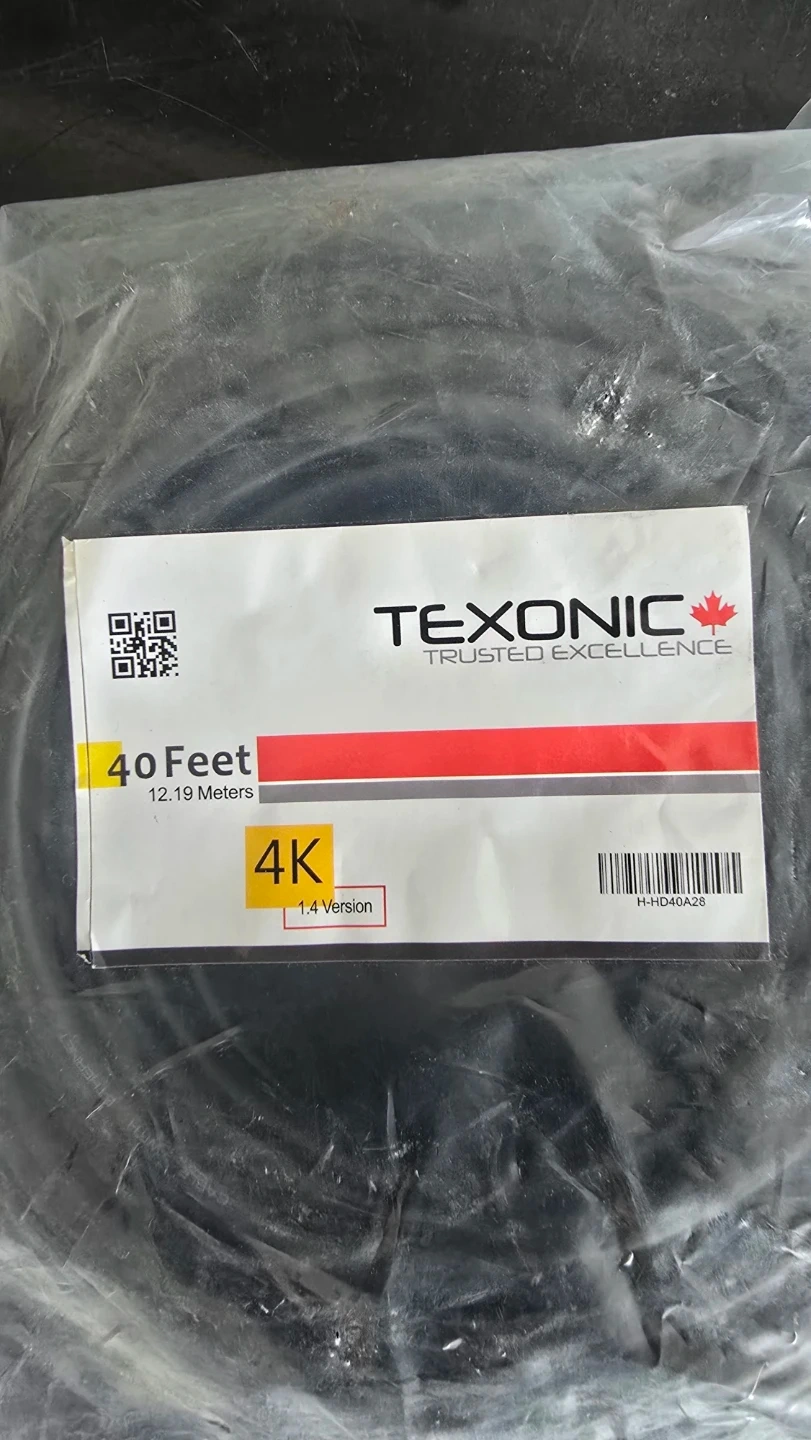 TEXONIC
TRUSTED EXCELLENCE
40 Feet
12.19 Meters
4K
1.4 Version
H-HD40A28